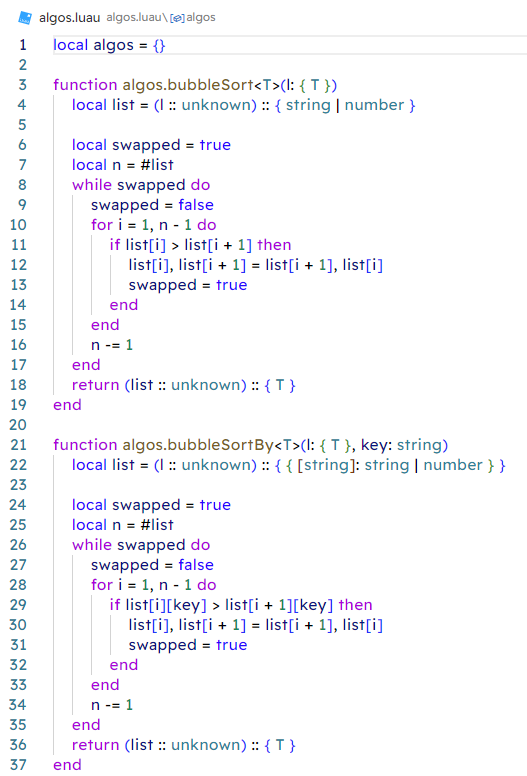 algos.luau algos.luau\[]algos
1 local algos = {}
2
3 function algos.bubbleSort<T>(l: { T })
4     local list = (l :: unknown) :: { string | number }
5
6     local swapped = true
7     local n = #list
8     while swapped do
9         swapped = false
10         for i = 1, n - 1 do
11             if list[i] > list[i + 1] then
12                 list[i], list[i + 1] = list[i + 1], list[i]
13                 swapped = true
14             end
15         end
16         n -= 1
17     end
18     return (list :: unknown) :: { T }
19 end
20
21 function algos.bubbleSortBy<T>(l: { T }, key: string)
22     local list = (l :: unknown) :: { { [string]: string | number } }
23
24     local swapped = true
25     local n = #list
26     while swapped do
27         swapped = false
28         for i = 1, n - 1 do
29             if list[i][key] > list[i + 1][key] then
30                 list[i], list[i + 1] = list[i + 1], list[i]
31                 swapped = true
32             end
33         end
34         n -= 1
35     end
36     return (list :: unknown) :: { T }
37 end